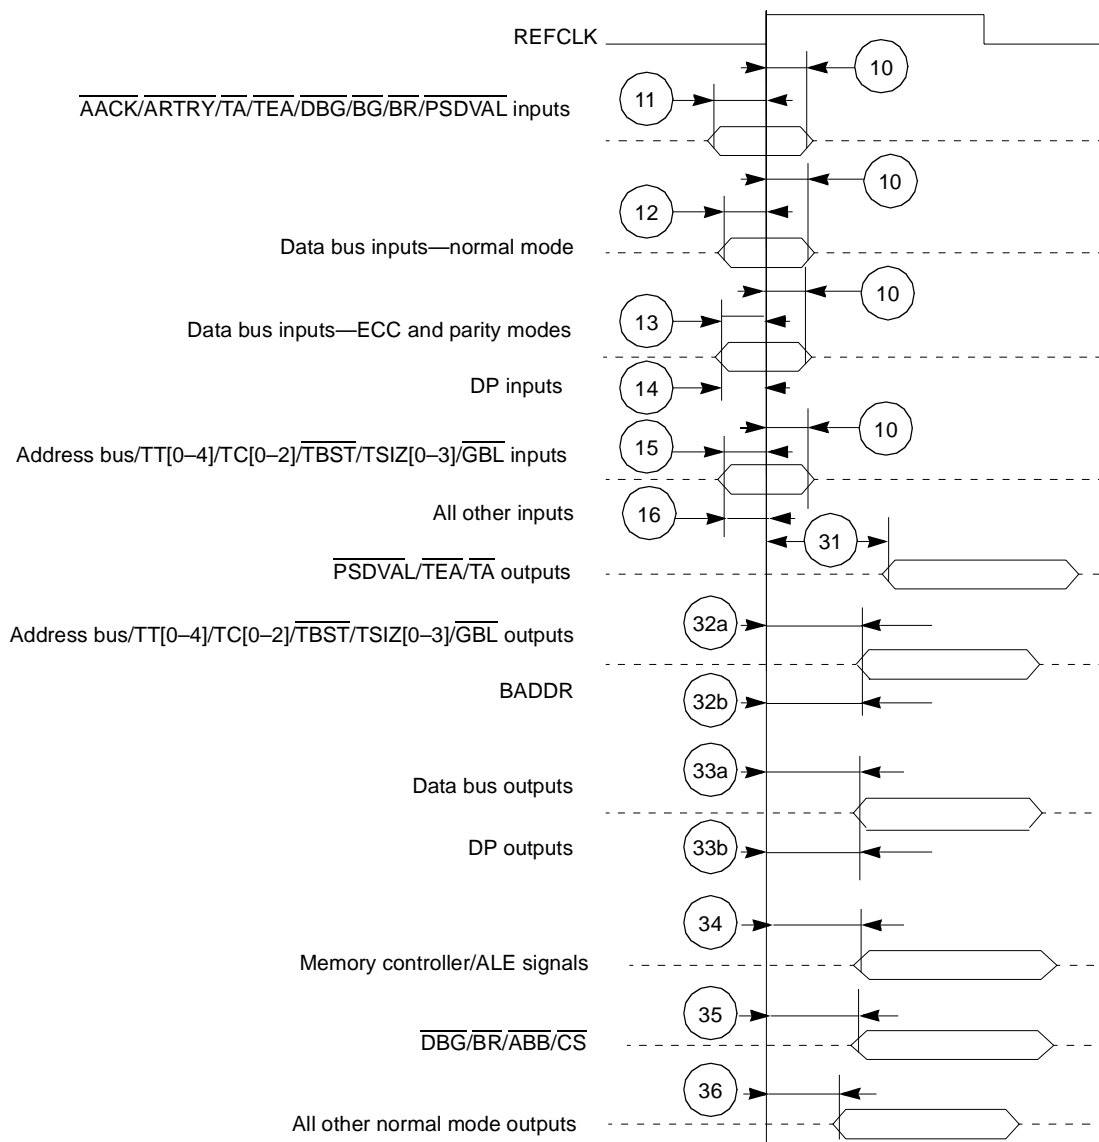 REFCLK
10
11
AACK/ARTRY/TA/TEA/DBG/BG/BR/PSDVAL inputs
10
12
Data bus inputs—normal mode
10
13
Data bus inputs—ECC and parity modes
DP inputs
14
10
15
Address bus/TT[0–4]/TC[0–2]/TBST/TSIZ[0–3]/GBL inputs
All other inputs
16
31
PSDVAL/TEA/TA outputs
32a
Address bus/TT[0–4]/TC[0–2]/TBST/TSIZ[0–3]/GBL outputs
BADDR
32b
33a
Data bus outputs
DP outputs
33b
34
Memory controller/ALE signals
35
DBG/BR/ABB/CS
36
All other normal mode outputs